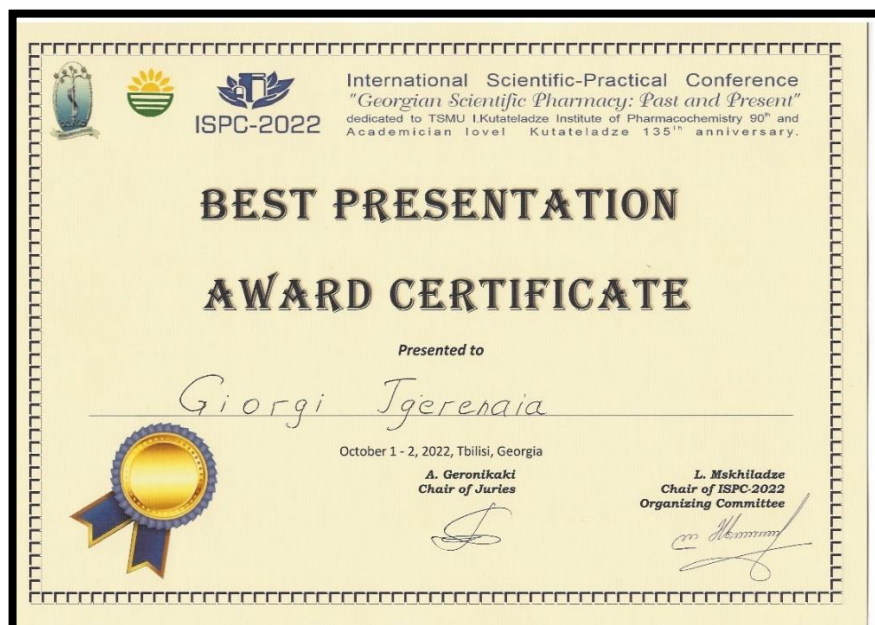 ISPC-2022
International Scientific-Practical Conference
"Georgian Scientific Pharmacy: Past and Present"
dedicated to TSMU I.Kutateladze Institute of Pharmacochemistry 90th and
Academician Iovel Kutateladze 135th anniversary.
BEST PRESENTATION
AWARD CERTIFICATE
Presented to
Giorgi Jgerenaia
October 1 - 2, 2022, Tbilisi, Georgia
A. Geronikaki
Chair of Juries
L. Mskhiladze
Chair of ISPC-2022
Organizing Committee